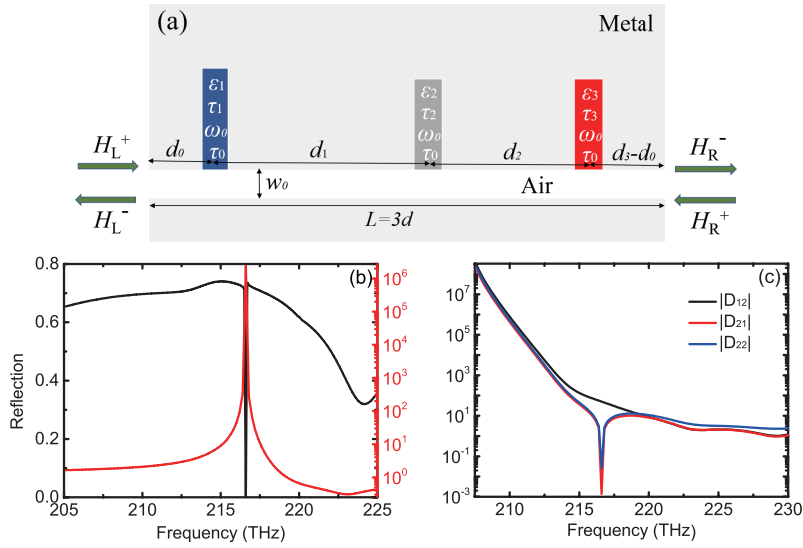 (a)
Metal
ε1 ε2 ε3
τ1 τ2 τ3
ω0 ω0 ω0
τ0 τ0 τ0
HL+ d0 d1 d2 d3-d0 HR-
w0 Air
HL- L=3d HR+
(b)
0.8
0.6
0.4
0.2
0.0
Reflection
10^6
10^5
10^4
10^3
10^2
10^1
10^0
205 210 215 220 225
Frequency (THz)
(c)
|D12|
|D21|
|D22|
10^7
10^5
10^3
10^1
10^-1
10^-3
210 215 220 225 230
Frequency (THz)